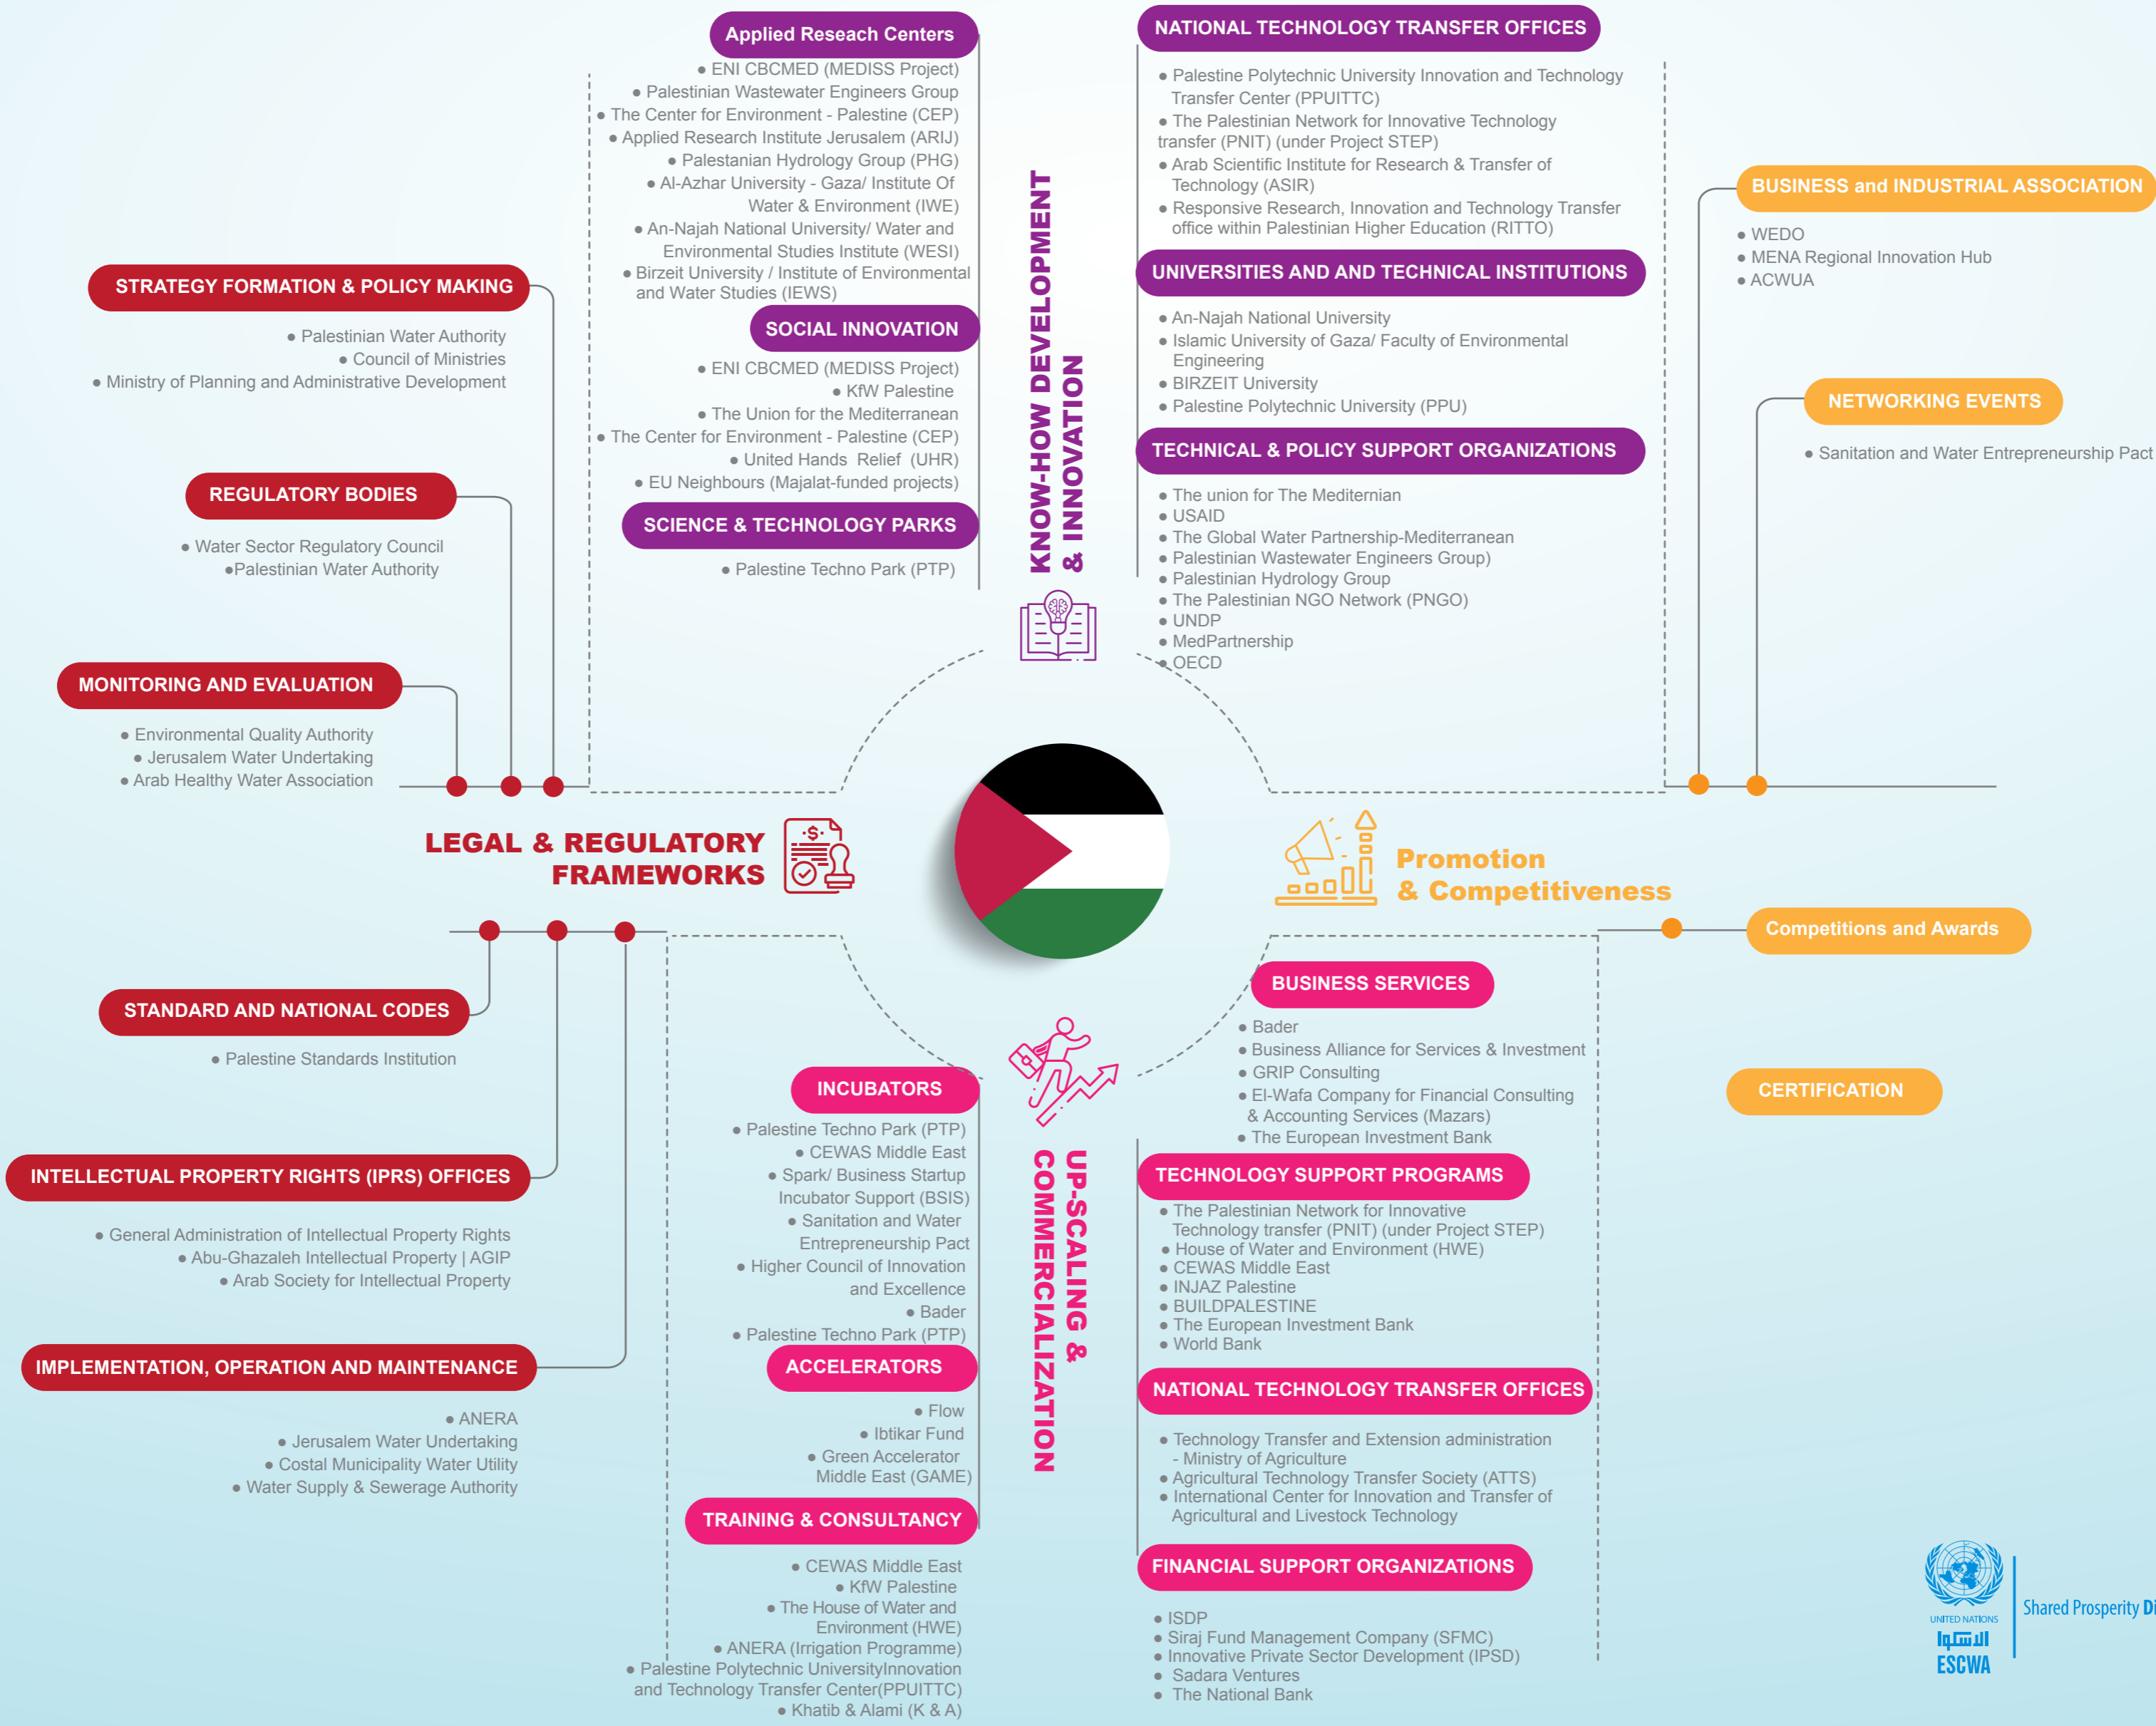 Applied Reseach Centers
● ENI CBCMED (MEDISS Project)
● Palestinian Wastewater Engineers Group
● The Center for Environment - Palestine (CEP)
● Applied Research Institute Jerusalem (ARIJ)
● Palestanian Hydrology Group (PHG)
● Al-Azhar University - Gaza/ Institute Of
Water & Environment (IWE)
● An-Najah National University/ Water and
Environmental Studies Institute (WESI)
● Birzeit University / Institute of Environmental
and Water Studies (IEWS)
SOCIAL INNOVATION
● ENI CBCMED (MEDISS Project)
● KfW Palestine
● The Union for the Mediterranean
● The Center for Environment - Palestine (CEP)
● United Hands Relief (UHR)
● EU Neighbours (Majalat-funded projects)
SCIENCE & TECHNOLOGY PARKS
● Palestine Techno Park (PTP)
KNOW-HOW DEVELOPMENT
& INNOVATION
NATIONAL TECHNOLOGY TRANSFER OFFICES
● Palestine Polytechnic University Innovation and Technology
Transfer Center (PPUITTC)
● The Palestinian Network for Innovative Technology
transfer (PNIT) (under Project STEP)
● Arab Scientific Institute for Research & Transfer of
Technology (ASIR)
● Responsive Research, Innovation and Technology Transfer
office within Palestinian Higher Education (RITTO)
UNIVERSITIES AND AND TECHNICAL INSTITUTIONS
● An-Najah National University
● Islamic University of Gaza/ Faculty of Environmental
Engineering
● BIRZEIT University
● Palestine Polytechnic University (PPU)
TECHNICAL & POLICY SUPPORT ORGANIZATIONS
● The union for The Mediternian
● USAID
● The Global Water Partnership-Mediterranean
● Palestinian Wastewater Engineers Group)
● Palestinian Hydrology Group
● The Palestinian NGO Network (PNGO)
● UNDP
● MedPartnership
● OECD
BUSINESS and INDUSTRIAL ASSOCIATION
● WEDO
● MENA Regional Innovation Hub
● ACWUA
NETWORKING EVENTS
● Sanitation and Water Entrepreneurship Pact
STRATEGY FORMATION & POLICY MAKING
● Palestinian Water Authority
● Council of Ministries
● Ministry of Planning and Administrative Development
REGULATORY BODIES
● Water Sector Regulatory Council
●Palestinian Water Authority
MONITORING AND EVALUATION
● Environmental Quality Authority
● Jerusalem Water Undertaking
● Arab Healthy Water Association
LEGAL & REGULATORY
FRAMEWORKS
$
Promotion
& Competitiveness
Competitions and Awards
CERTIFICATION
STANDARD AND NATIONAL CODES
● Palestine Standards Institution
INTELLECTUAL PROPERTY RIGHTS (IPRS) OFFICES
● General Administration of Intellectual Property Rights
● Abu-Ghazaleh Intellectual Property | AGIP
● Arab Society for Intellectual Property
IMPLEMENTATION, OPERATION AND MAINTENANCE
● ANERA
● Jerusalem Water Undertaking
● Costal Municipality Water Utility
● Water Supply & Sewerage Authority
INCUBATORS
● Palestine Techno Park (PTP)
● CEWAS Middle East
● Spark/ Business Startup
Incubator Support (BSIS)
● Sanitation and Water
Entrepreneurship Pact
● Higher Council of Innovation
and Excellence
● Bader
● Palestine Techno Park (PTP)
ACCELERATORS
● Flow
● Ibtikar Fund
● Green Accelerator
Middle East (GAME)
TRAINING & CONSULTANCY
● CEWAS Middle East
● KfW Palestine
● The House of Water and
Environment (HWE)
● ANERA (Irrigation Programme)
● Palestine Polytechnic UniversityInnovation
and Technology Transfer Center(PPUITTC)
● Khatib & Alami (K & A)
UP-SCALING &
COMMERCIALIZATION
BUSINESS SERVICES
● Bader
● Business Alliance for Services & Investment
● GRIP Consulting
● El-Wafa Company for Financial Consulting
& Accounting Services (Mazars)
● The European Investment Bank
TECHNOLOGY SUPPORT PROGRAMS
● The Palestinian Network for Innovative
Technology transfer (PNIT) (under Project STEP)
● House of Water and Environment (HWE)
● CEWAS Middle East
● INJAZ Palestine
● BUILDPALESTINE
● The European Investment Bank
● World Bank
NATIONAL TECHNOLOGY TRANSFER OFFICES
● Technology Transfer and Extension administration
- Ministry of Agriculture
● Agricultural Technology Transfer Society (ATTS)
● International Center for Innovation and Transfer of
Agricultural and Livestock Technology
FINANCIAL SUPPORT ORGANIZATIONS
● ISDP
● Siraj Fund Management Company (SFMC)
● Innovative Private Sector Development (IPSD)
● Sadara Ventures
● The National Bank
UNITED NATIONS
الاسكوا
ESCWA
Shared Prosperity Di